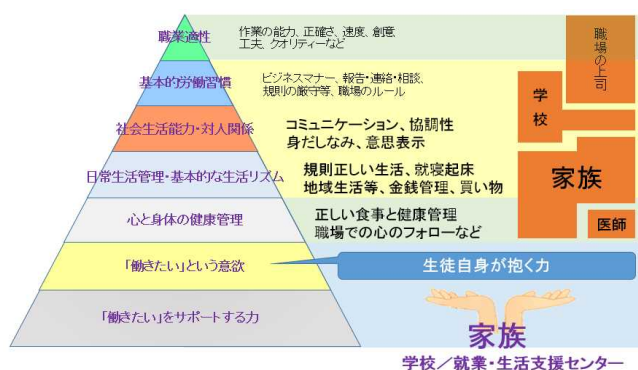 職業適性
作業の能力、正確さ、速度、創意
工夫、クオリティーなど
職場の上司
基本的労働習慣
ビジネスマナー、報告・連絡・相談、
規則の厳守等、職場のルール
学校
社会生活能力・対人関係
コミュニケーション、協調性
身だしなみ、意思表示
日常生活管理・基本的な生活リズム
規則正しい生活、就寝起床
地域生活等、金銭管理、買い物
家族
心と身体の健康管理
正しい食事と健康管理
職場での心のフォローなど
医師
「働きたい」という意欲
生徒自身が抱く力
「働きたい」をサポートする力
家族
学校／就業・生活支援センター